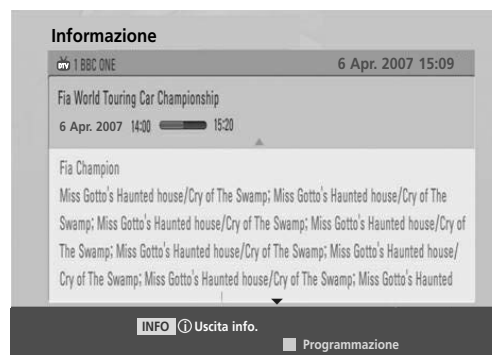 Informazione
DTV 1 BBC ONE 6 Apr. 2007 15:09
Fia World Touring Car Championship
6 Apr. 2007 14:00 15:20
Fia Champion
Miss Gotto's Haunted house/Cry of The Swamp; Miss Gotto's Haunted house/Cry of The
Swamp; Miss Gotto's Haunted house/Cry of The Swamp; Miss Gotto's Haunted house/Cry of
The Swamp; Miss Gotto's Haunted house/Cry of The Swamp; Miss Gotto's Haunted house/
Cry of The Swamp; Miss Gotto's Haunted house/Cry of The Swamp; Miss Gotto's Haunted
INFO i Uscita info.
Programmazione